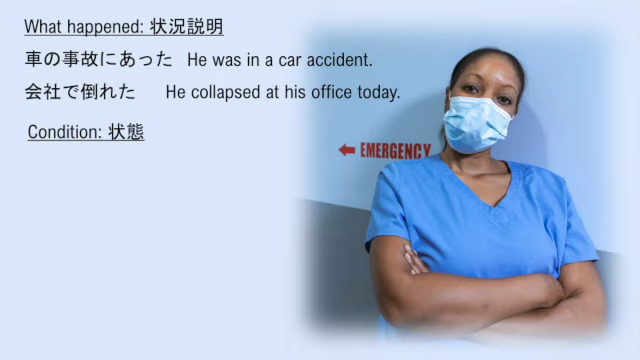 What happened: 状況説明
車の事故にあった He was in a car accident.
会社で倒れた He collapsed at his office today.
Condition: 状態
← EMERGENCY